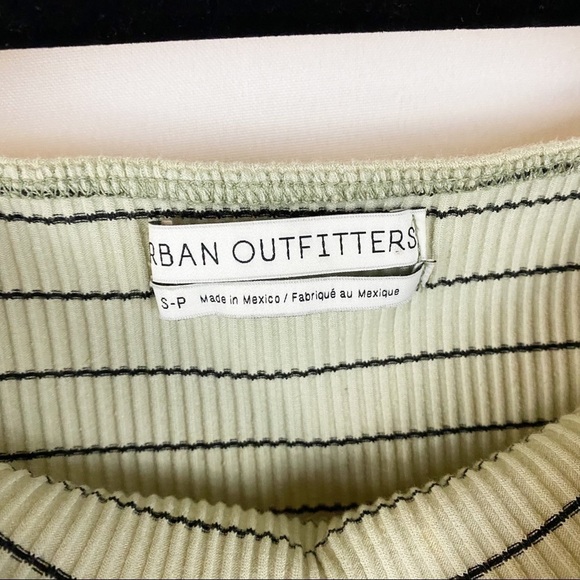 RBAN OUTFITTERS
S-P Made in Mexico / Fabriqué au Mexique